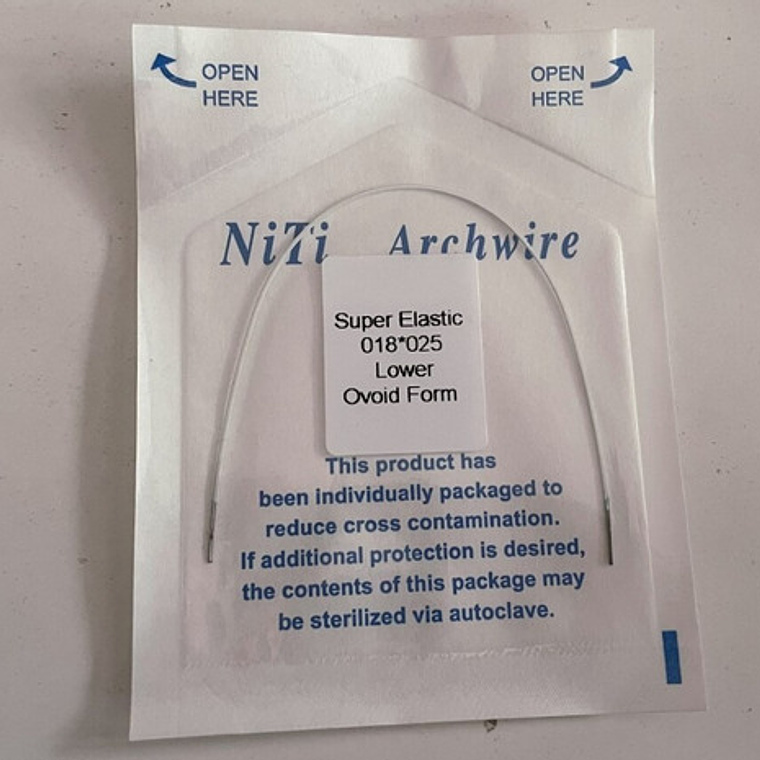 OPEN
HERE
OPEN
HERE
NiTi Archwire
Super Elastic
018*025
Lower
Ovoid Form
This product has
been individually packaged to
reduce cross contamination.
If additional protection is desired,
the contents of this package may
be sterilized via autoclave.